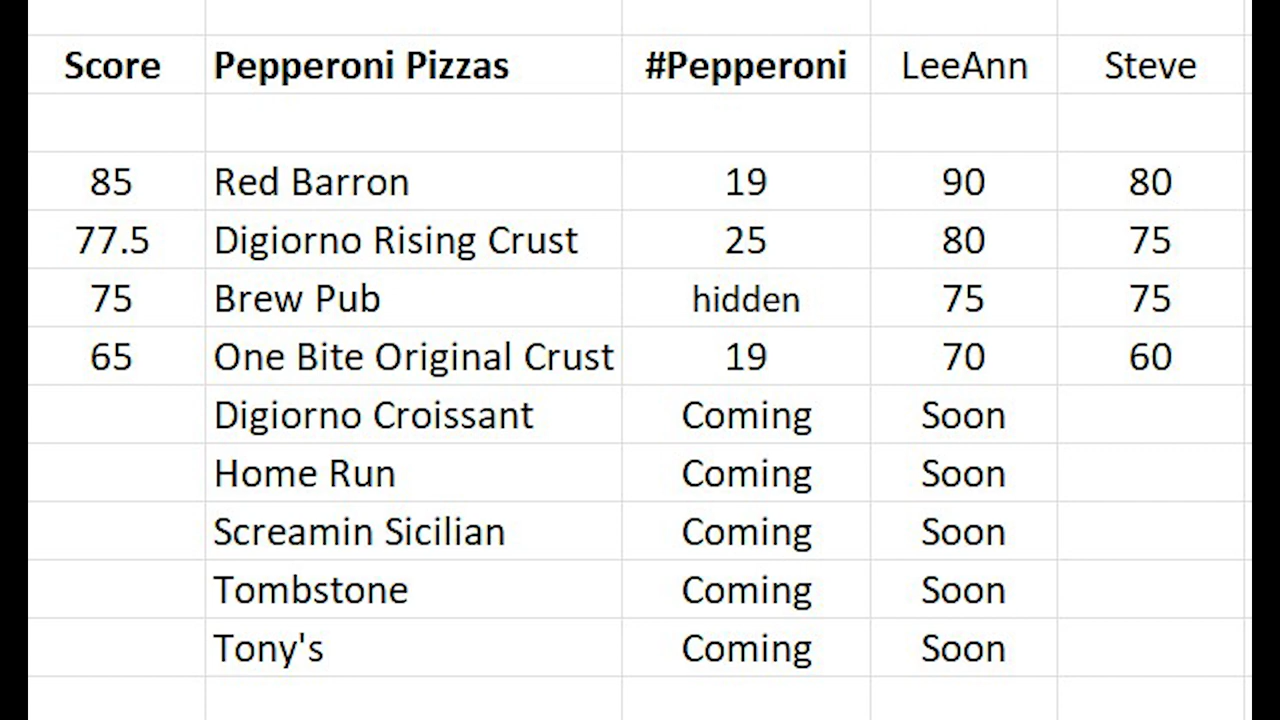 Score Pepperoni Pizzas #Pepperoni LeeAnn Steve
85 Red Barron 19 90 80
77.5 Digiorno Rising Crust 25 80 75
75 Brew Pub hidden 75 75
65 One Bite Original Crust 19 70 60
Digiorno Croissant Coming Soon
Home Run Coming Soon
Screamin Sicilian Coming Soon
Tombstone Coming Soon
Tony's Coming Soon